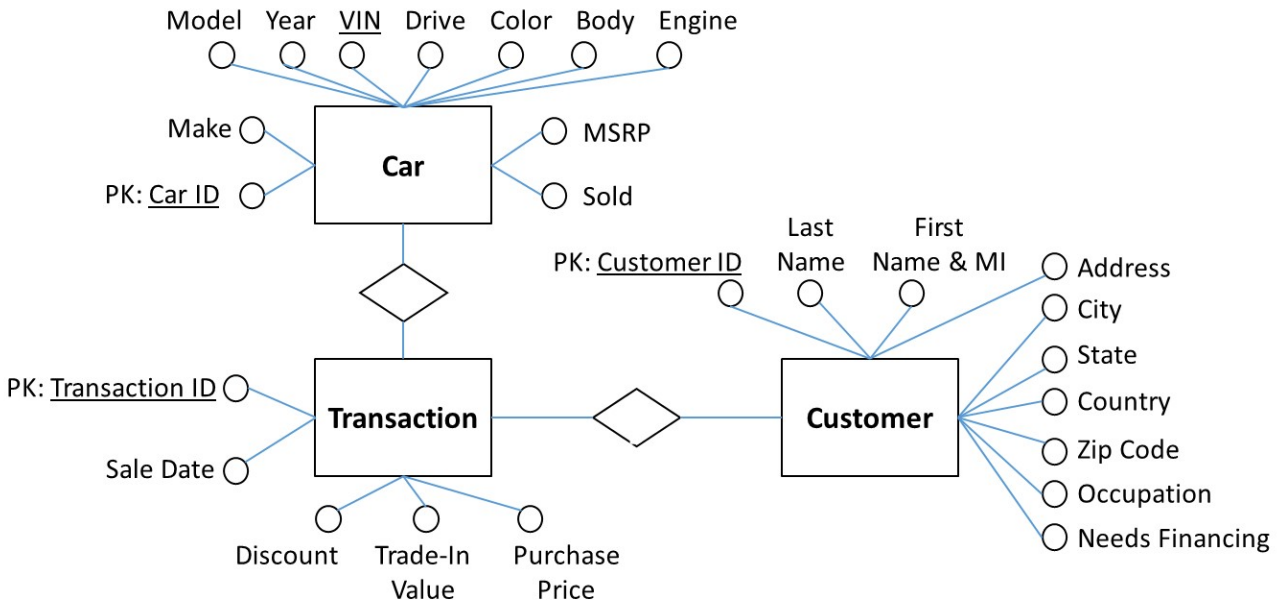 Model Year VIN Drive Color Body Engine
Make
MSRP
Car
PK: Car ID
Sold
Last
Name
First
Name & MI
PK: Customer ID
Address
City
State
Country
Zip Code
Occupation
Needs Financing
PK: Transaction ID
Transaction
Customer
Sale Date
Discount
Trade-In
Value
Purchase
Price